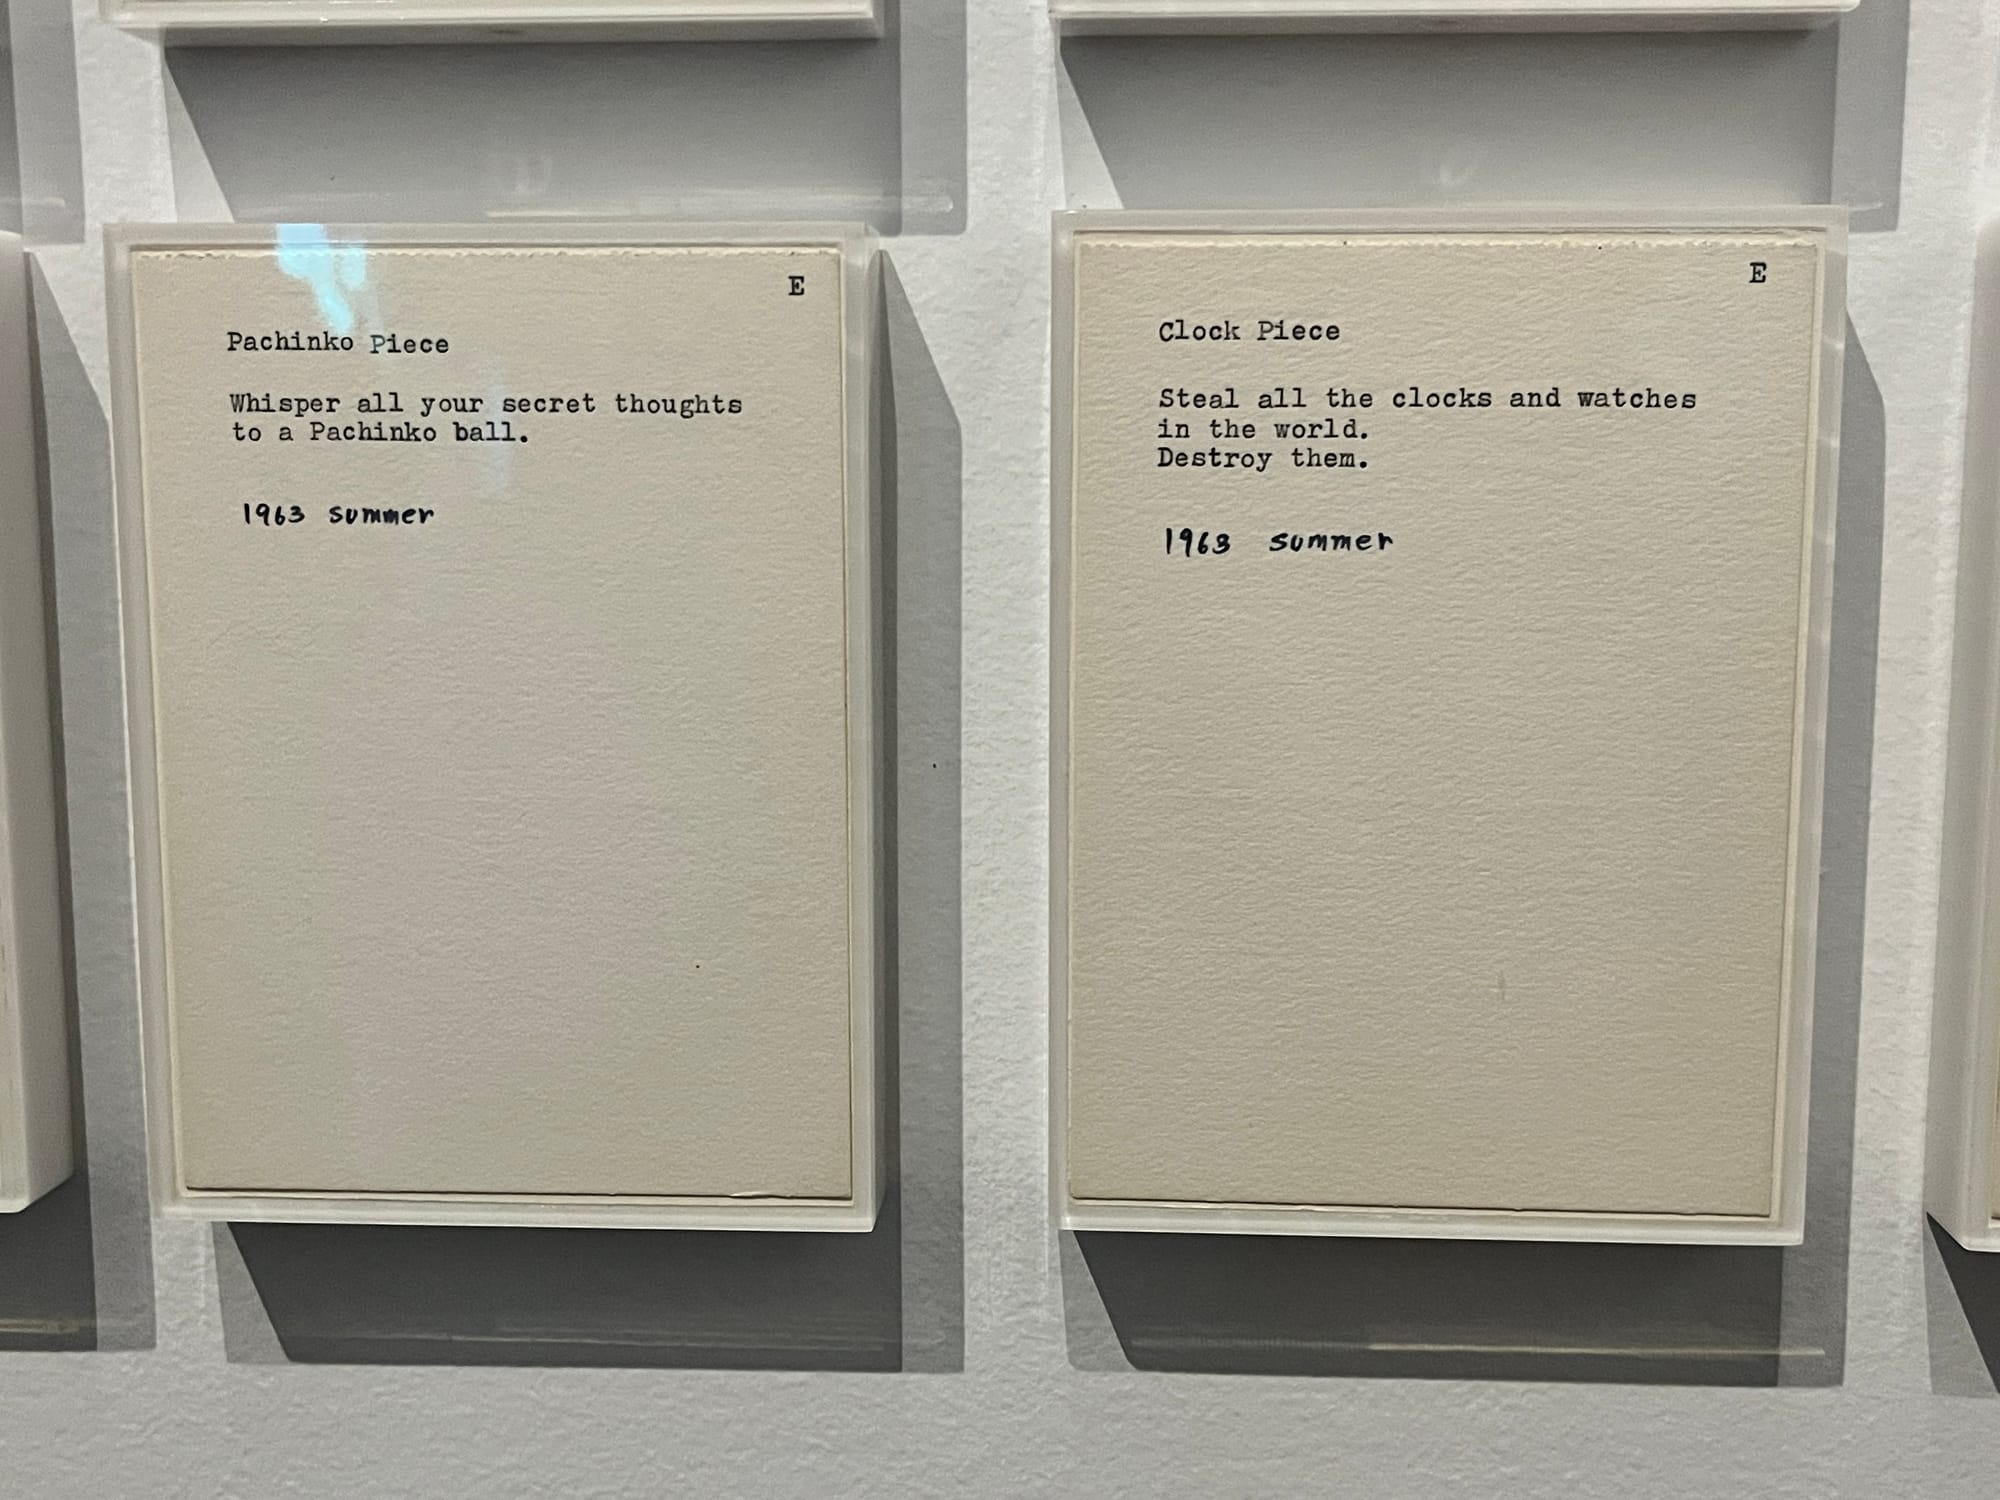 E
Pachinko Piece
Whisper all your secret thoughts
to a Pachinko ball.
1963 summer
E
Clock Piece
Steal all the clocks and watches
in the world.
Destroy them.
1963 summer